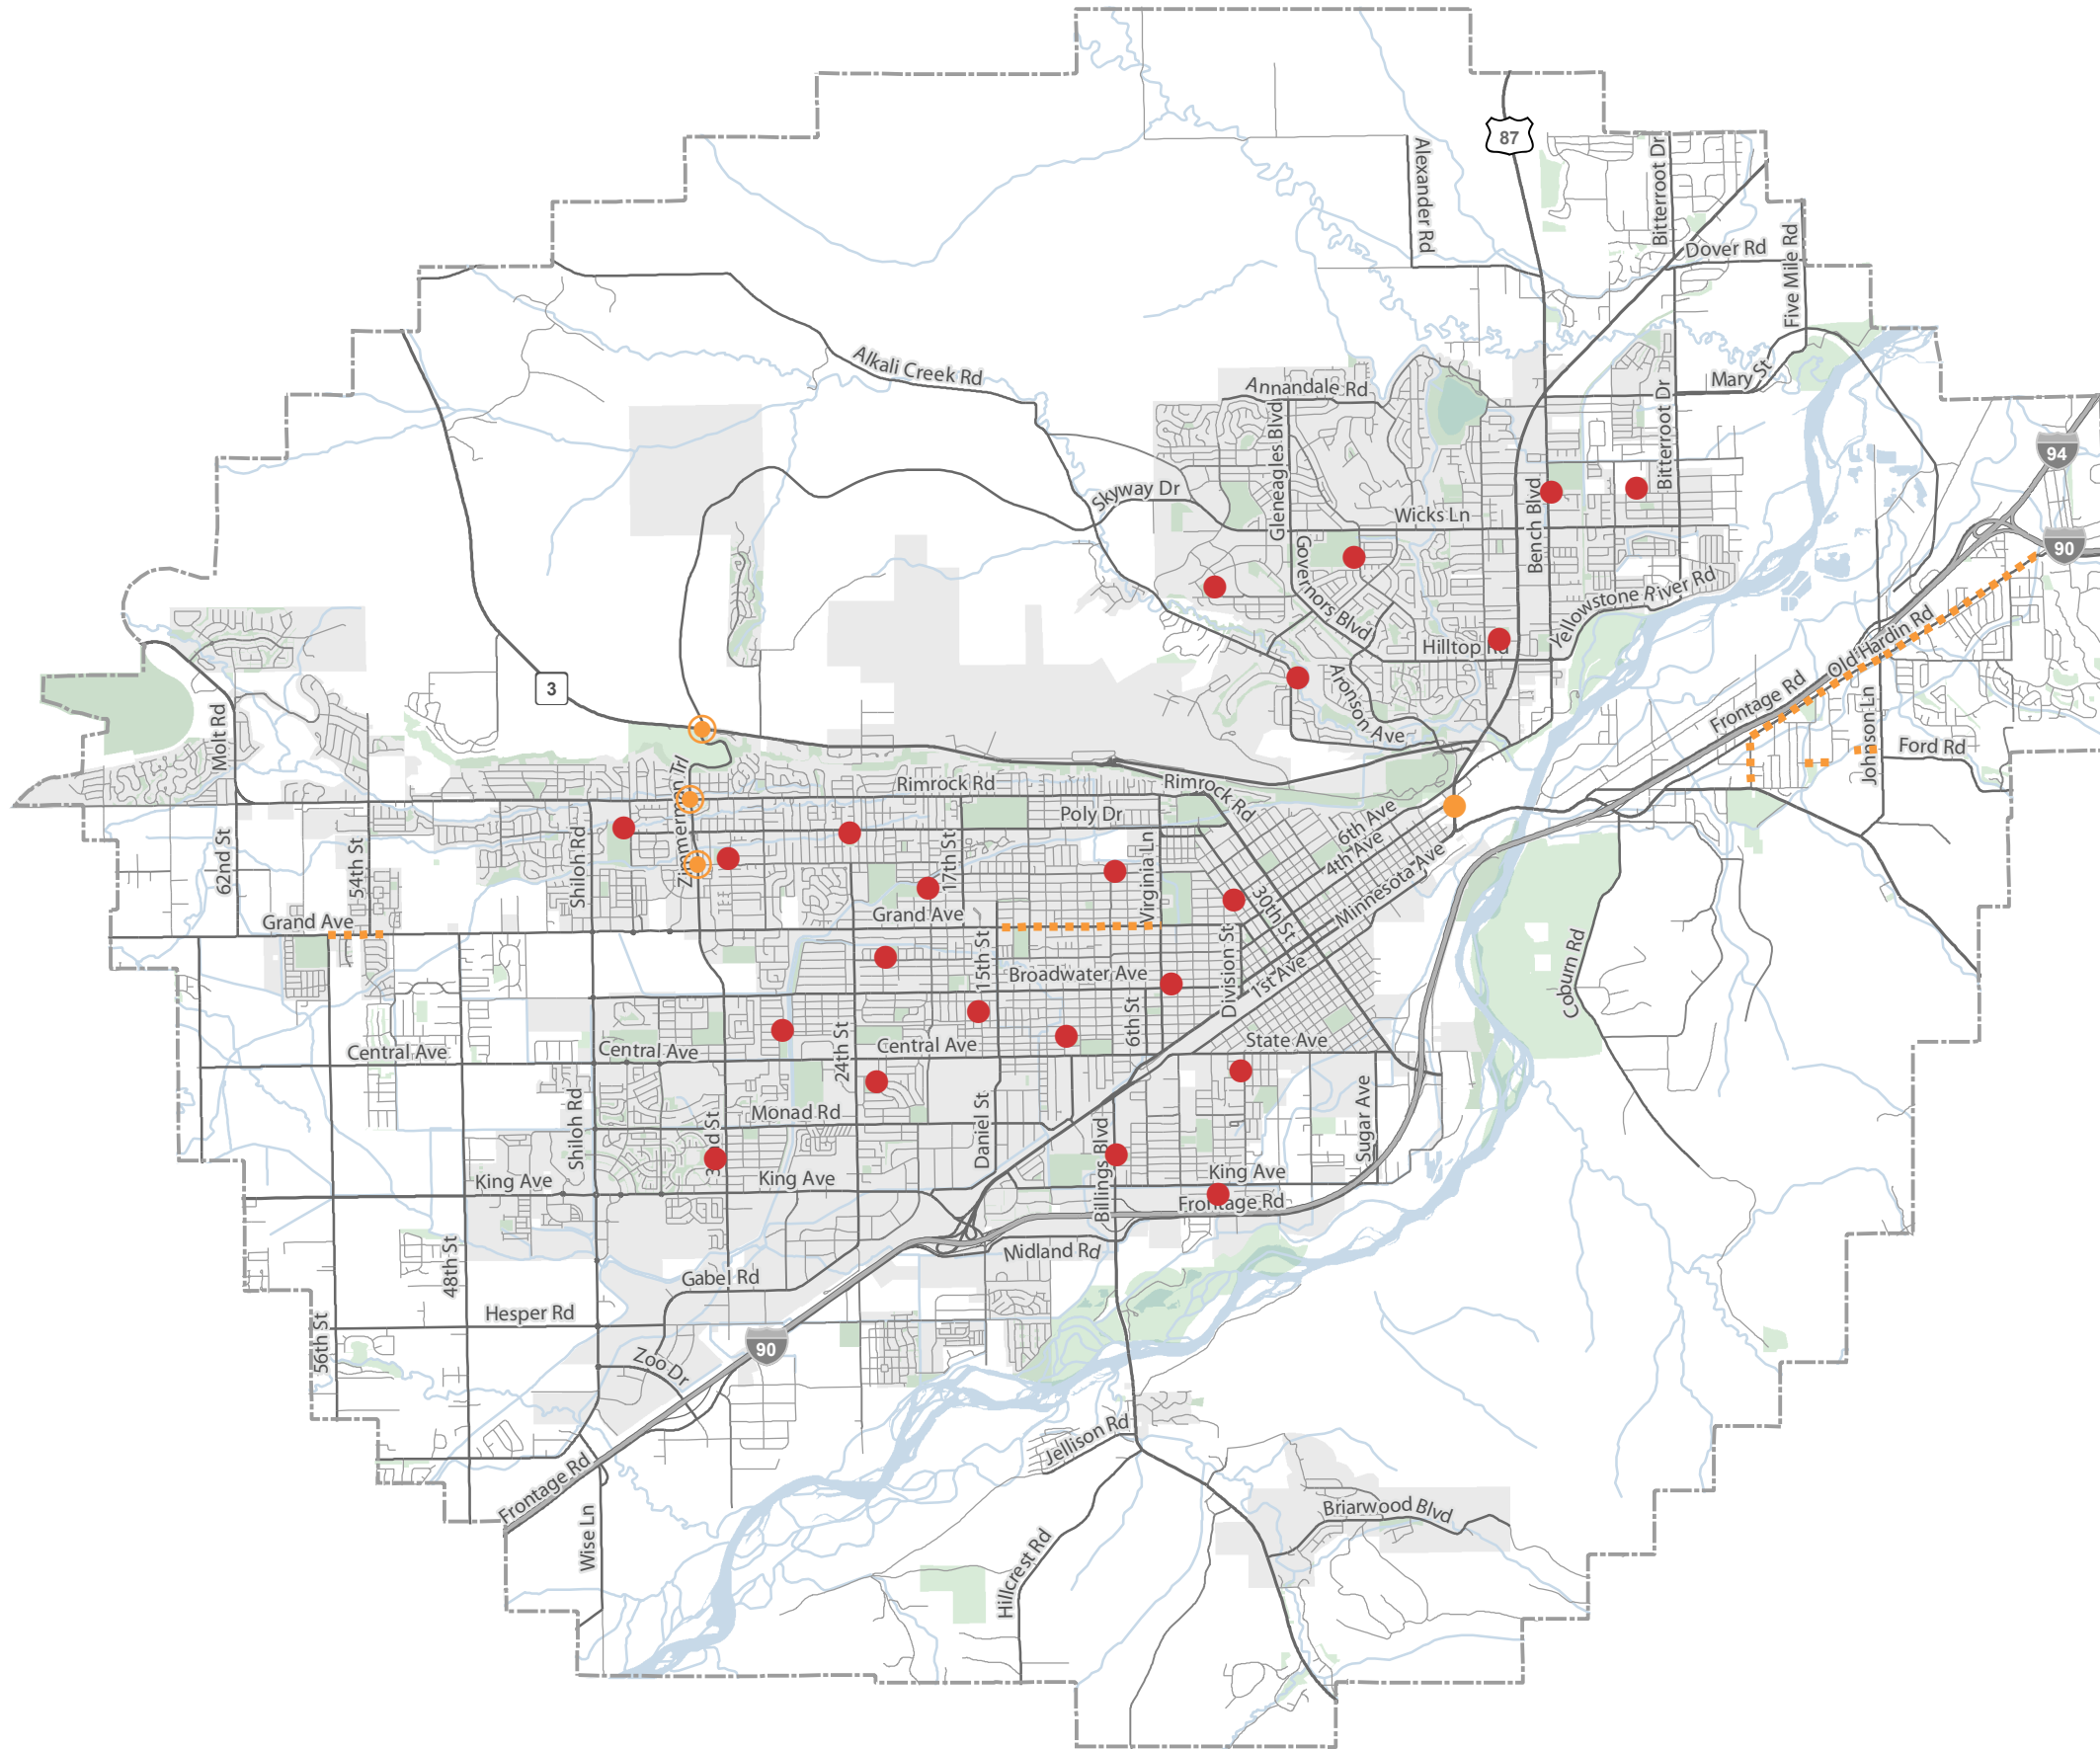 87
Alexander Rd
Bitterroot Dr
Dover Rd
Five Mile Rd
Alkali Creek Rd
Annandale Rd
Mary St
Gleneagles Blvd
Bitterroot Dr
94
Skyway Dr
Wicks Ln
Bench Blvd
90
Governors Blvd
Yellowstone River Rd
Hilltop Rd
Old Hardin Rd
3
Aronson Ave
Frontage Rd
Johnson Ln
Ford Rd
Molt Rd
Zimmerman Trl
Rimrock Rd
Rimrock Rd
Poly Dr
6th Ave
4th Ave
Minnesota Ave
62nd St
54th St
Shiloh Rd
17th St
Virginia Ln
30th St
Grand Ave
Grand Ave
15th St
Broadwater Ave
Division St
1st Ave
Coburn Rd
6th St
Central Ave
Central Ave
24th St
Central Ave
State Ave
Shiloh Rd
Monad Rd
Daniel St
Sugar Ave
Billings Blvd
King Ave
King Ave
King Ave
Frontage Rd
48th St
Gabel Rd
Midland Rd
Hesper Rd
56th St
90
Zoo Dr
Jellison Rd
Frontage Rd
Wise Ln
Hillcrest Rd
Briarwood Blvd